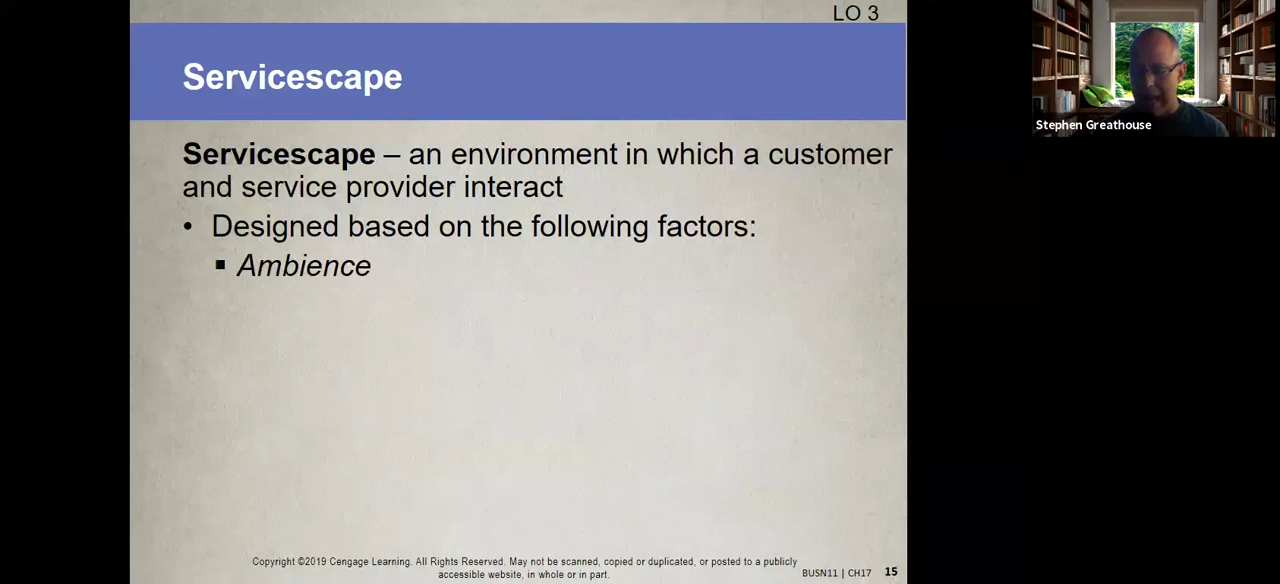 LO 3
Servicescape
Stephen Greathouse
Servicescape – an environment in which a customer
and service provider interact
• Designed based on the following factors:
▪ Ambience
Copyright ©2019 Cengage Learning. All Rights Reserved. May not be scanned, copied or duplicated, or posted to a publicly
accessible website, in whole or in part.
BUSN11 | CH17 15